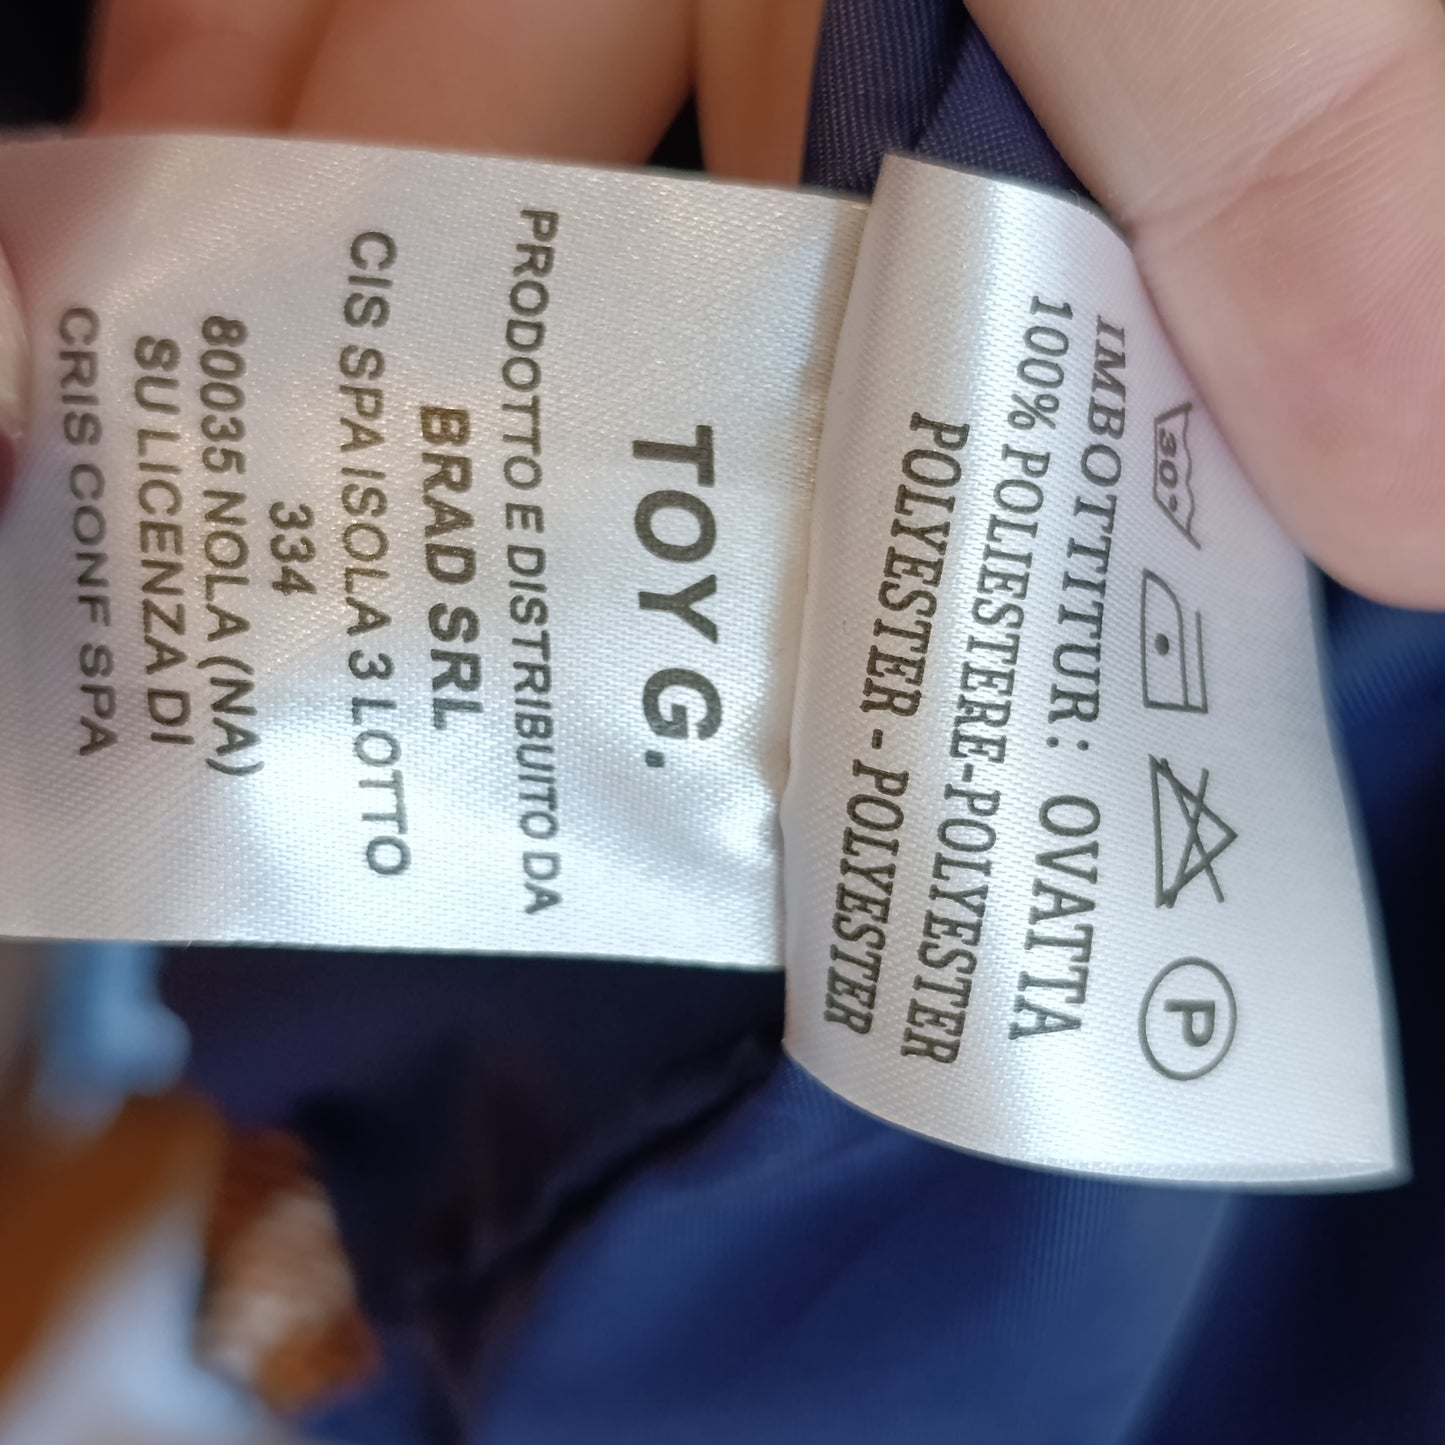 TOY G.
PRODOTTO E DISTRIBUITO DA
BRAD SRL
CIS SPA ISOLA 3 LOTTO
334
80035 NOLA (NA)
SU LICENZA DI
CRIS CONF SPA
30°
P
IMBOTTITUR: OVATTA
100% POLIESTERE-POLYESTER
POLYESTER - POLYESTER